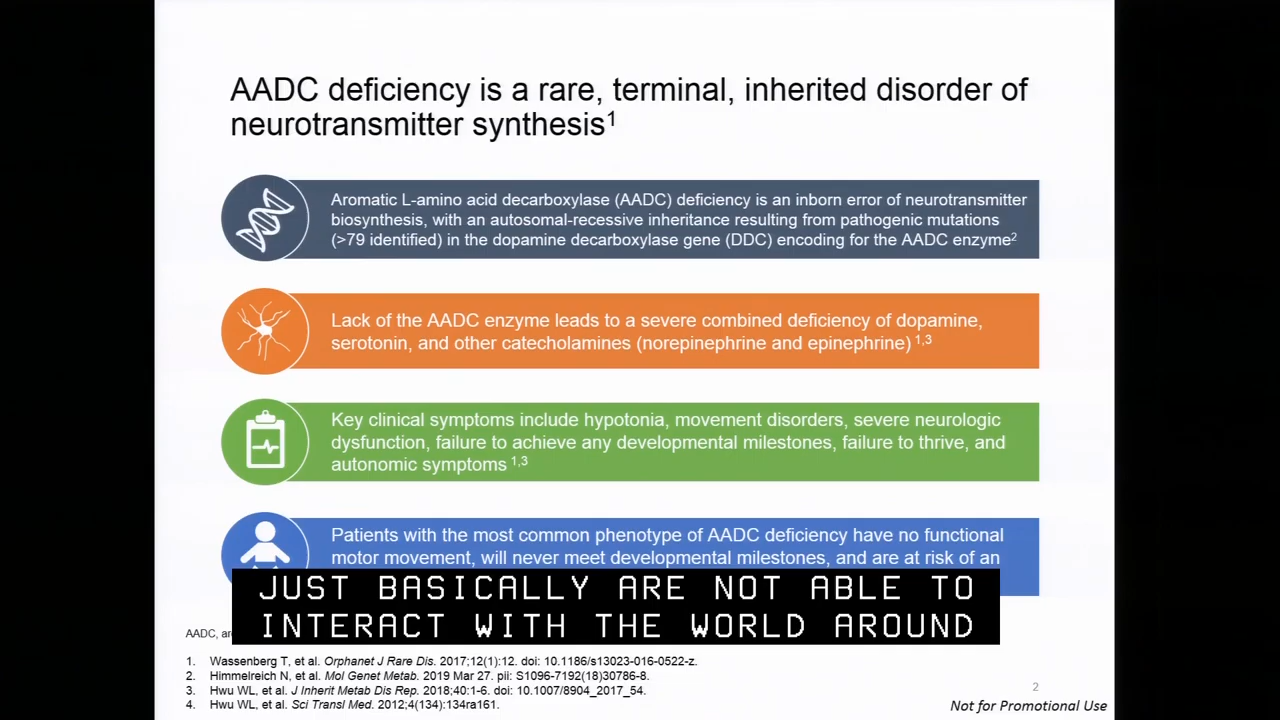 AADC deficiency is a rare, terminal, inherited disorder of
neurotransmitter synthesis1
Aromatic L-amino acid decarboxylase (AADC) deficiency is an inborn error of neurotransmitter
biosynthesis, with an autosomal-recessive inheritance resulting from pathogenic mutations
(>79 identified) in the dopamine decarboxylase gene (DDC) encoding for the AADC enzyme2
Lack of the AADC enzyme leads to a severe combined deficiency of dopamine,
serotonin, and other catecholamines (norepinephrine and epinephrine) 1,3
Key clinical symptoms include hypotonia, movement disorders, severe neurologic
dysfunction, failure to achieve any developmental milestones, failure to thrive, and
autonomic symptoms 1,3
Patients with the most common phenotype of AADC deficiency have no functional
motor movement, will never meet developmental milestones, and are at risk of an
JUST BASICALLY ARE NOT ABLE TO
INTERACT WITH THE WORLD AROUND
AADC,
1. Wassenberg T, et al. Orphanet J Rare Dis. 2017;12(1):12. doi: 10.1186/s13023-016-0522-z.
2. Himmelreich N, et al. Mol Genet Metab. 2019 Mar 27. pii: S1096-7192(18)30786-8.
3. Hwu WL, et al. J Inherit Metab Dis Rep. 2018;40:1-6. doi: 10.1007/8904_2017_54.
4. Hwu WL, et al. Sci Transl Med. 2012;4(134):134ra161.
2
Not for Promotional Use